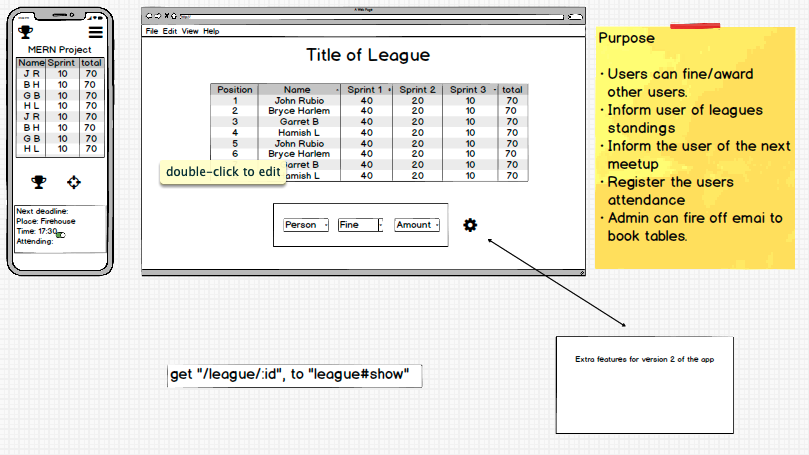 MERN Project
Name Sprint total
J R 10 70
B H 10 70
G B 10 70
H L 10 70
J R 10 70
B H 10 70
G B 10 70
H L 10 70
Next deadline:
Place: Firehouse
Time: 17:30
Attending:
A Web Page
http://
File Edit View Help
Title of League
Position Name Sprint 1 Sprint 2 Sprint 3 total
1 John Rubio 40 20 10 70
2 Bryce Harlem 40 20 10 70
3 Garret B 40 20 10 70
4 Hamish L 40 20 10 70
5 John Rubio 40 20 10 70
6 Bryce Harlem 40 20 10 70
arret B 40 20 10 70
amish L 40 20 10 70
double-click to edit
Person Fine Amount
Purpose
· Users can fine/award
other users.
· Inform user of leagues
standings
· Inform the user of the next
meetup
· Register the users
attendance
· Admin can fire off emai to
book tables.
get "/league/:id", to "league#show"
Extra features for version 2 of the app